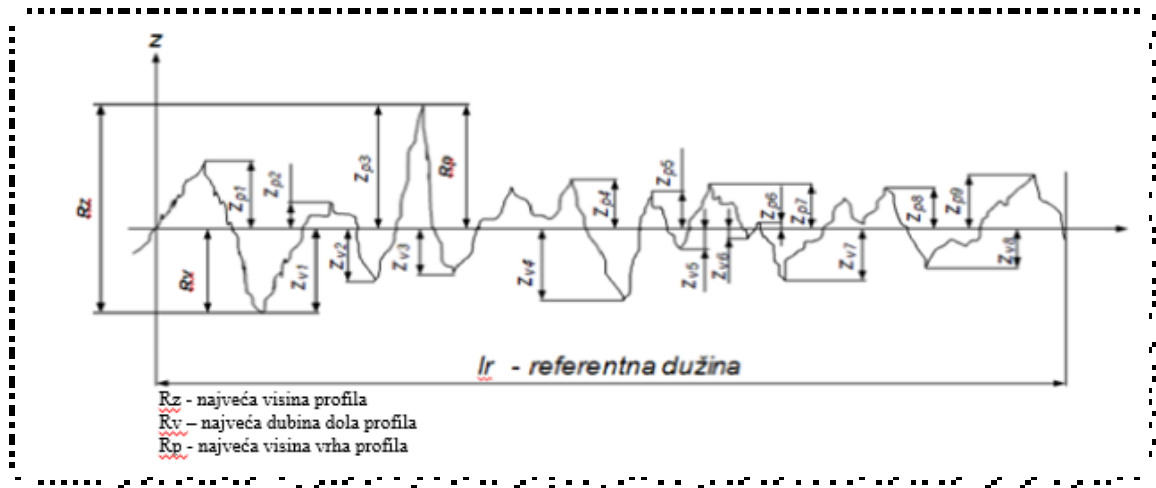 z
Rz
Rv
Zp1
Zv1
Zp2
Zv2
Zp3
Zv3
Rp
Zv4
Zp4
Zp5
Zv5
Zv6
Zp6
Zp7
Zv7
Zp8
Zp9
Zv8
lr - referentna dužina
Rz - najveća visina profila
Rv – najveća dubina dola profila
Rp - najveća visina vrha profila